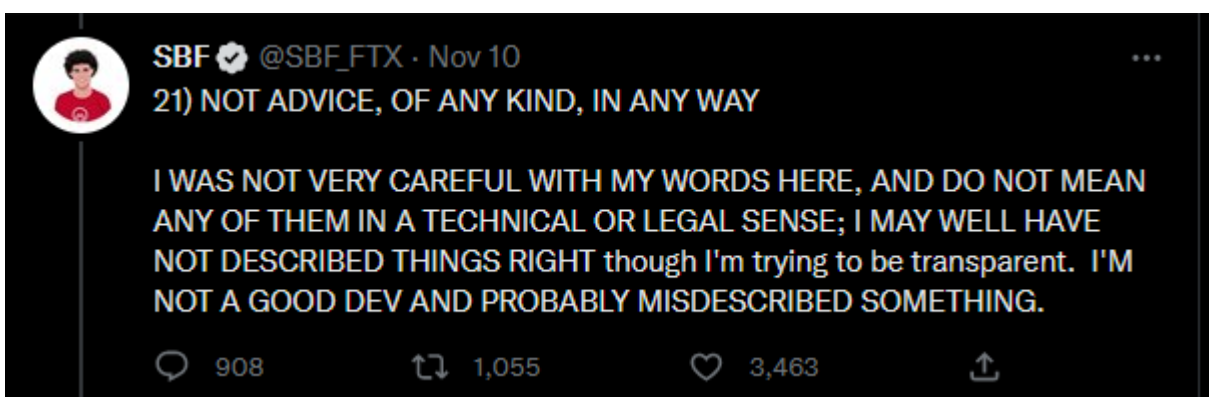 SBF @SBF_FTX · Nov 10
21) NOT ADVICE, OF ANY KIND, IN ANY WAY
I WAS NOT VERY CAREFUL WITH MY WORDS HERE, AND DO NOT MEAN
ANY OF THEM IN A TECHNICAL OR LEGAL SENSE; I MAY WELL HAVE
NOT DESCRIBED THINGS RIGHT though I'm trying to be transparent.  I'M
NOT A GOOD DEV AND PROBABLY MISDESCRIBED SOMETHING.
908 1,055 3,463